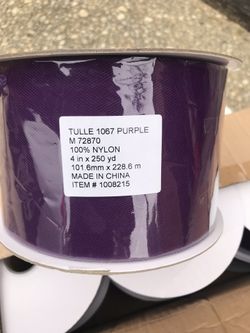 TULLE 1067 PURPLE
M 72870
100% NYLON
4 in x 250 yd
101.6mm x 228.6 m
MADE IN CHINA
ITEM # 1008215